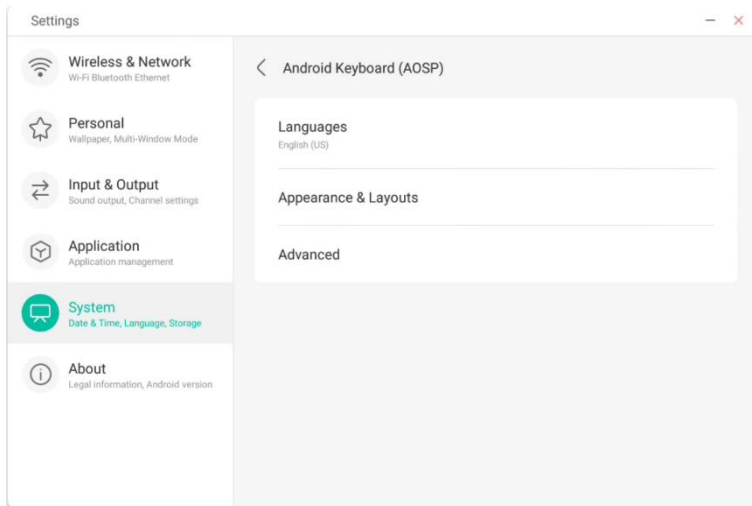 Settings
Wireless & Network
Wi-Fi Bluetooth Ethernet
Personal
Wallpaper, Multi-Window Mode
Input & Output
Sound output, Channel settings
Application
Application management
System
Date & Time, Language, Storage
About
Legal information, Android version
Android Keyboard (AOSP)
Languages
English (US)
Appearance & Layouts
Advanced